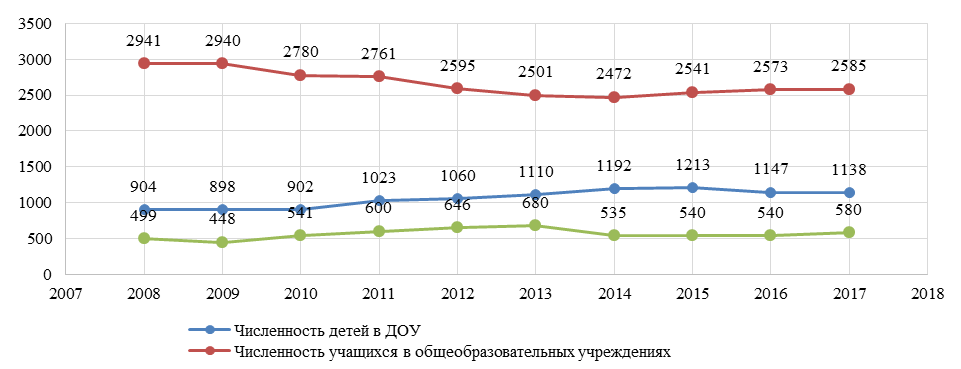 3500
2941 2940 2780 2761 2595 2501 2472 2541 2573 2585
3000
2500
2000
1500
904 898 902 1023 1060 1110 1192 1213 1147 1138
1000
499 448 541 600 646 680 535 540 540 580
500
0
2007 2008 2009 2010 2011 2012 2013 2014 2015 2016 2017 2018
Численность детей в ДОУ
Численность учащихся в общеобразовательных учреждениях